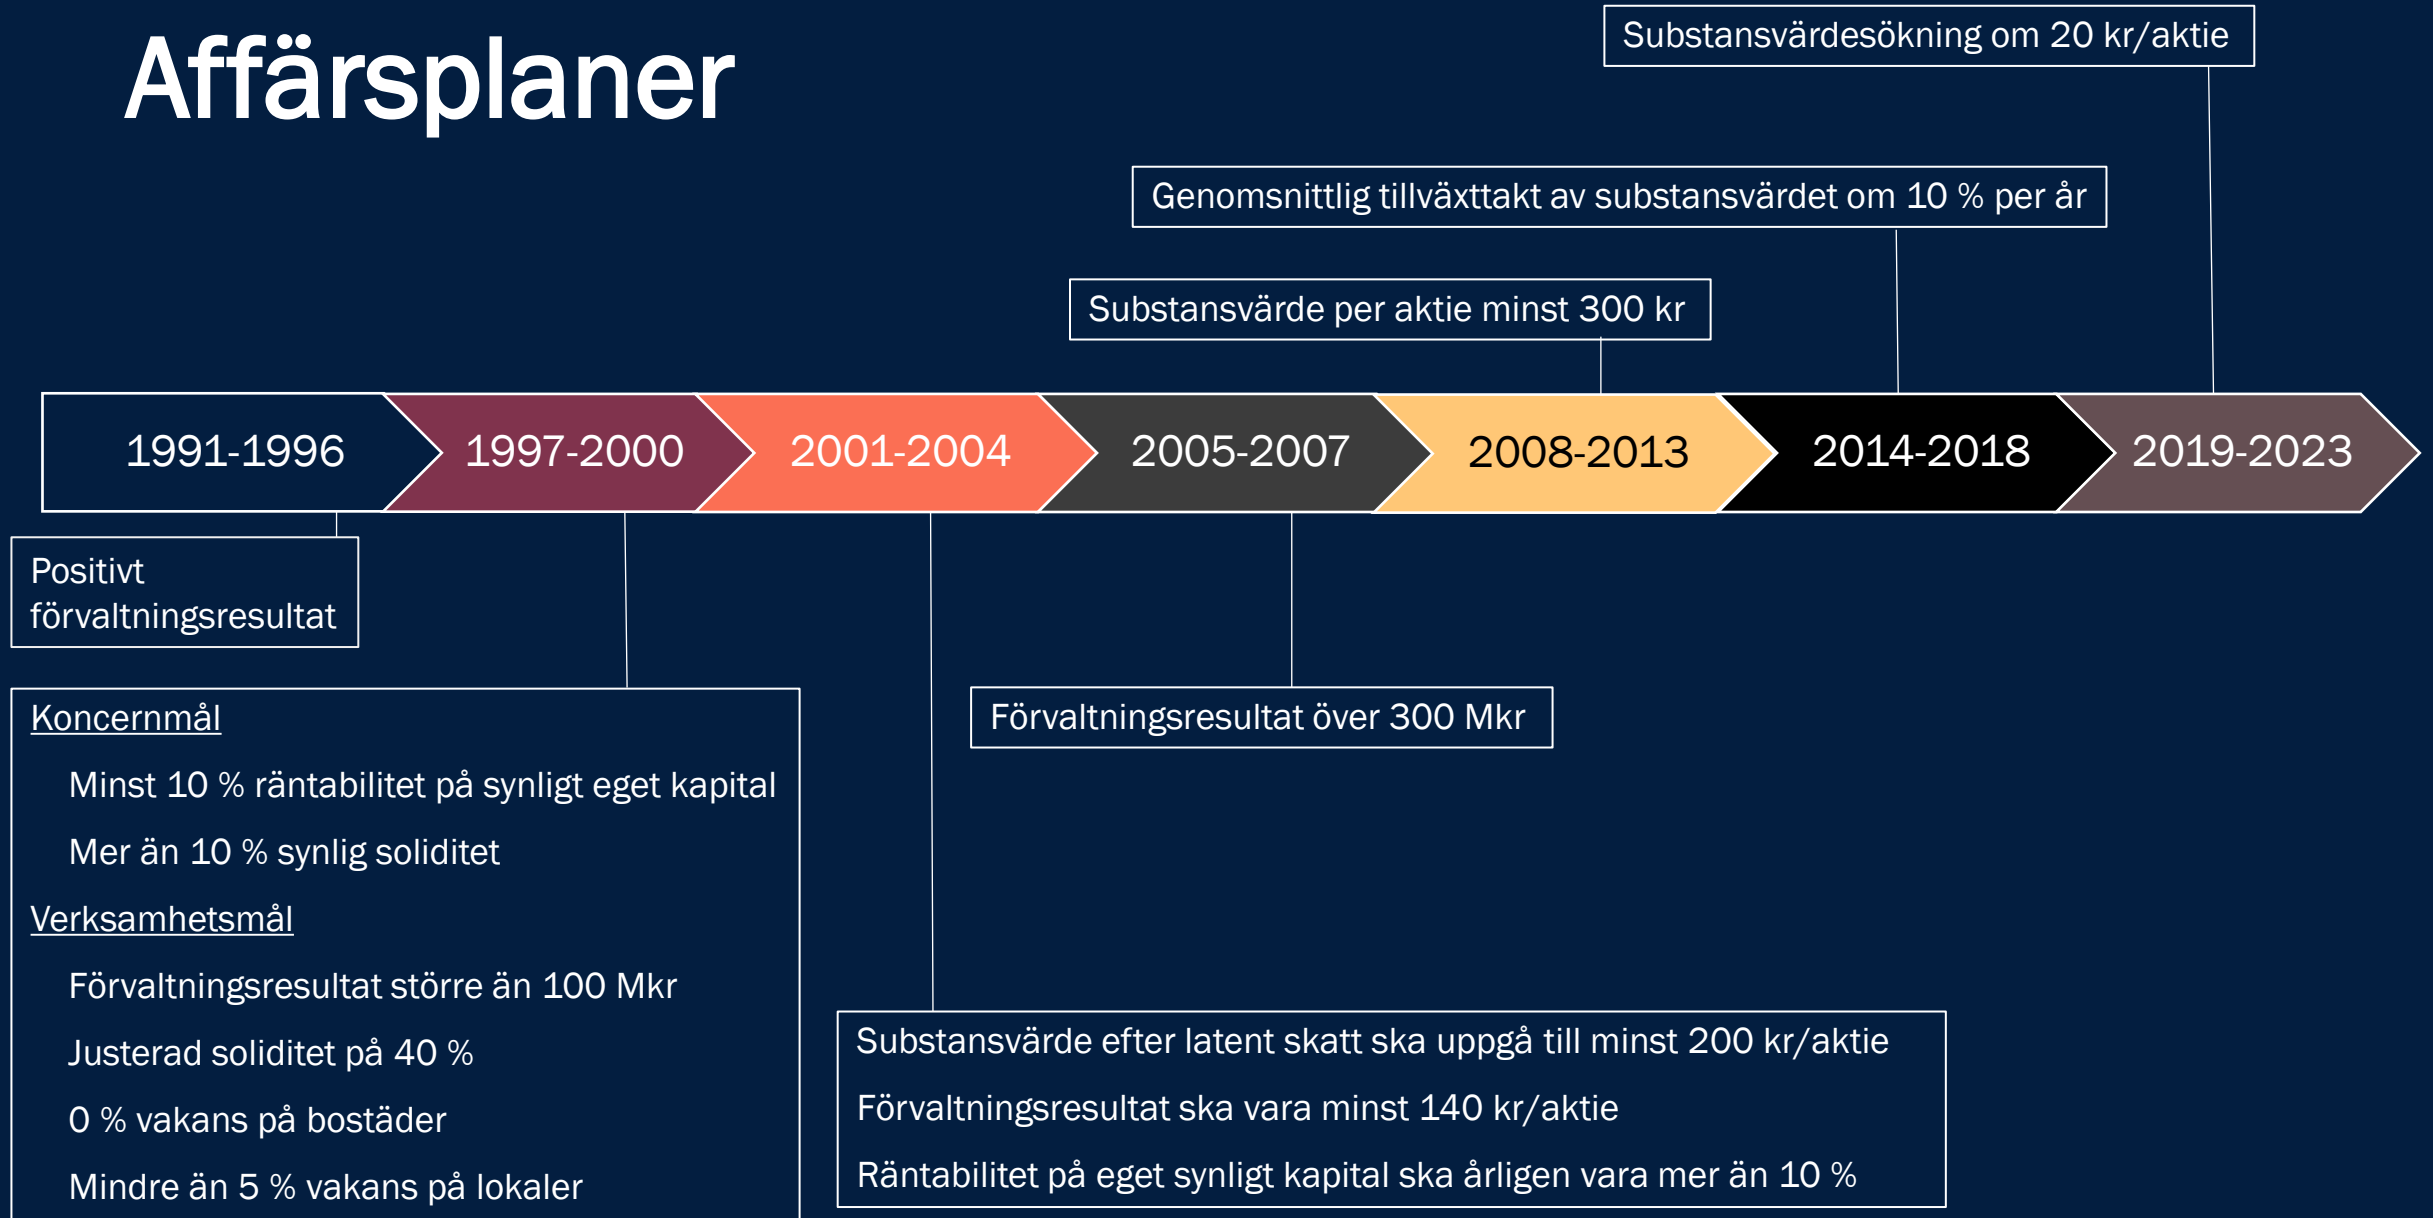 Affärsplaner
Substansvärdesökning om 20 kr/aktie
Genomsnittlig tillväxttakt av substansvärdet om 10 % per år
Substansvärde per aktie minst 300 kr
1991-1996
1997-2000
2001-2004
2005-2007
2008-2013
2014-2018
2019-2023
Positivt
förvaltningsresultat
Koncernmål
Minst 10 % räntabilitet på synligt eget kapital
Mer än 10 % synlig soliditet
Verksamhetsmål
Förvaltningsresultat större än 100 Mkr
Justerad soliditet på 40 %
0 % vakans på bostäder
Mindre än 5 % vakans på lokaler
Förvaltningsresultat över 300 Mkr
Substansvärde efter latent skatt ska uppgå till minst 200 kr/aktie
Förvaltningsresultat ska vara minst 140 kr/aktie
Räntabilitet på eget synligt kapital ska årligen vara mer än 10 %